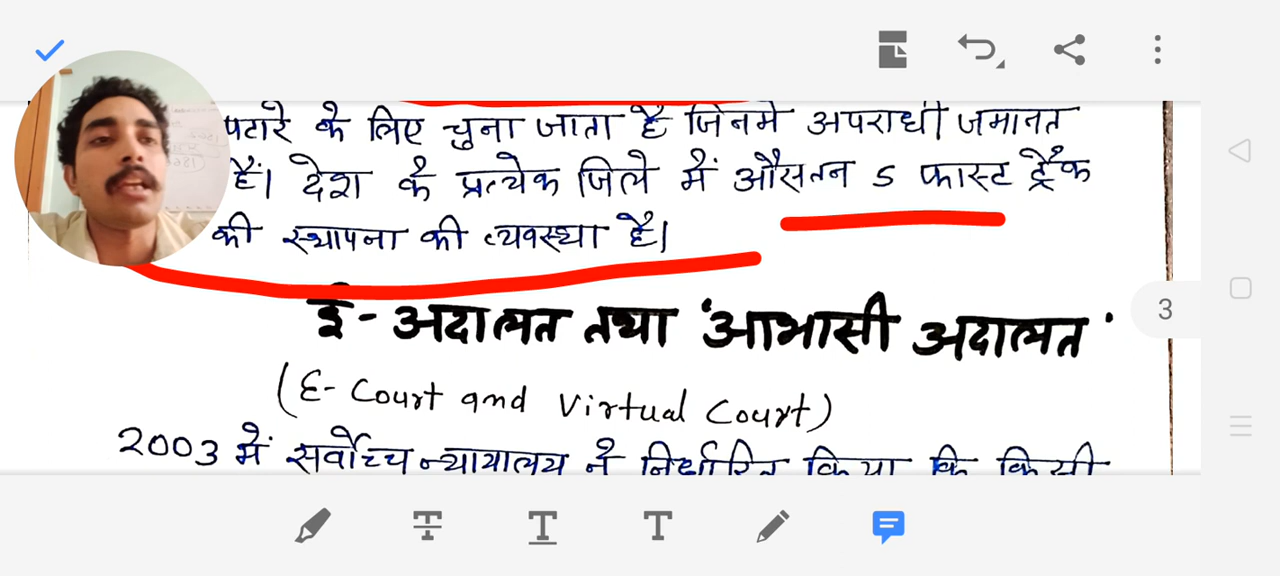 पटारे के लिए चुना जाता है जिनमे अपराधी जमानत
हैं। देश के प्रत्येक जिले में औसतन 5 फास्ट ट्रैक
की स्थापना की व्यवस्था है।
ई-अदालत तथा 'आभासी अदालत'
(E-Court and Virtual Court)
2003 में सर्वोच्च न्यायालय ने निर्धारित किया कि किसी
3
T
T
T